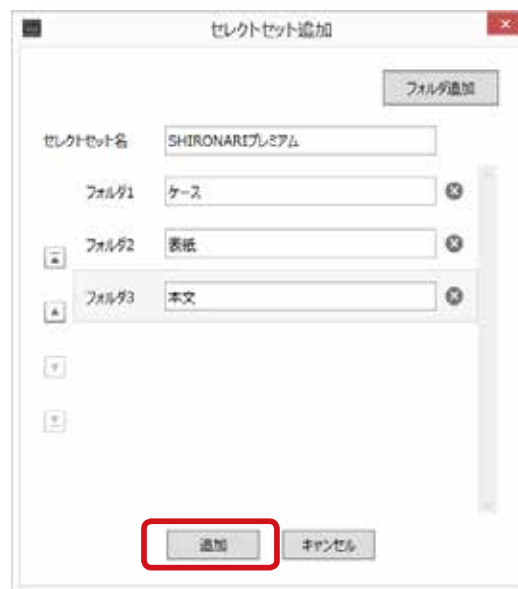 セレクトセット追加
フォルダ追加
セレクトセット名 SHIRONARIプレミアム
フォルダ1 ケース
フォルダ2 表紙
フォルダ3 本文
追加 キャンセル